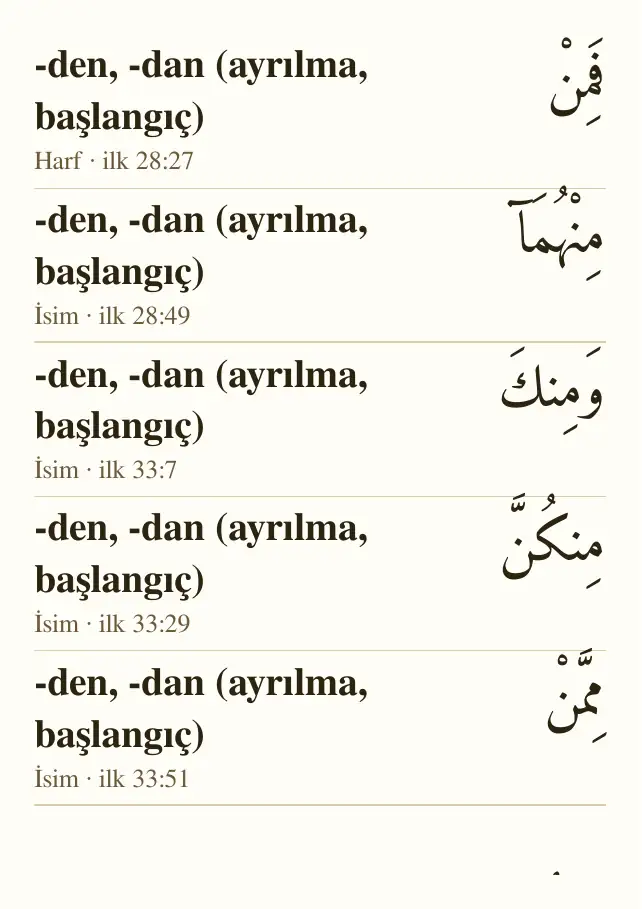 -den, -dan (ayrılma, فَمِنْ
başlangıç)
Harf · ilk 28:27
-den, -dan (ayrılma, مِنْهُمَآ
başlangıç)
İsim · ilk 28:49
-den, -dan (ayrılma, وَمِنكَ
başlangıç)
İsim · ilk 33:7
-den, -dan (ayrılma, مِنكُنَّ
başlangıç)
İsim · ilk 33:29
-den, -dan (ayrılma, مِمَّنْ
başlangıç)
İsim · ilk 33:51